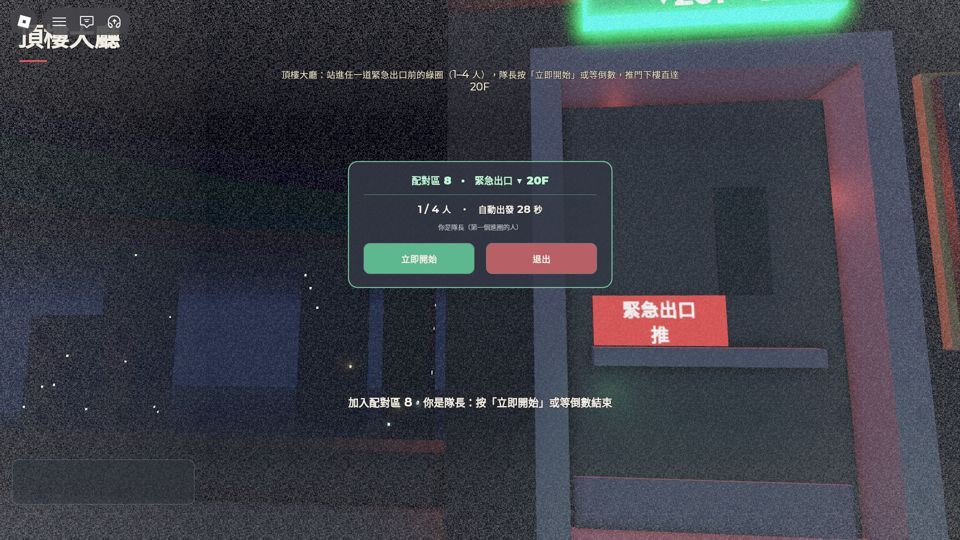 頂樓大廳
頂樓大廳：站進任一道緊急出口前的綠圈（1–4 人），隊長按「立即開始」或等倒數，推門下樓直達
20F
配對區 8 • 緊急出口 ▼ 20F
1 / 4 人 • 自動出發 28 秒
你是隊長（第一個進圈的人）
立即開始
退出
緊急出口
推
加入配對區 8。你是隊長：按「立即開始」或等倒數結束